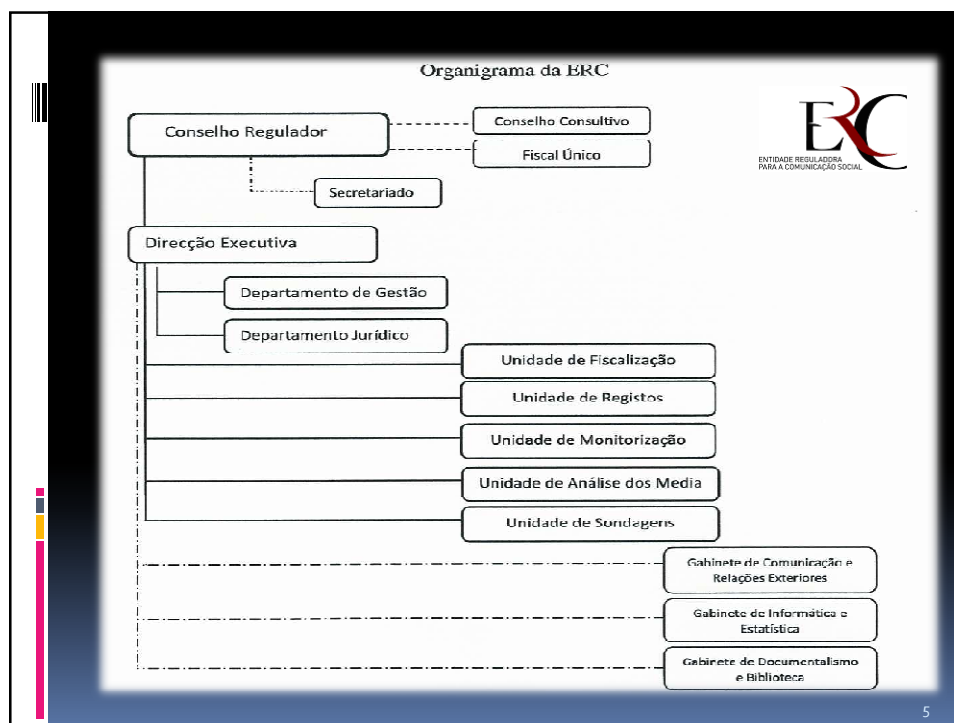 Organigrama da ERC
Conselho Regulador
Conselho Consultivo
Fiscal Único
ERC
ENTIDADE REGULADORA
PARA A COMUNICAÇÃO SOCIAL
Secretariado
Direcção Executiva
Departamento de Gestão
Departamento Jurídico
Unidade de Fiscalização
Unidade de Registos
Unidade de Monitorização
Unidade de Análise dos Media
Unidade de Sondagens
Gabinete de Comunicação e
Relações Exteriores
Gabinete de Informática e
Estatística
Gabinete de Documentalismo
e Biblioteca
5